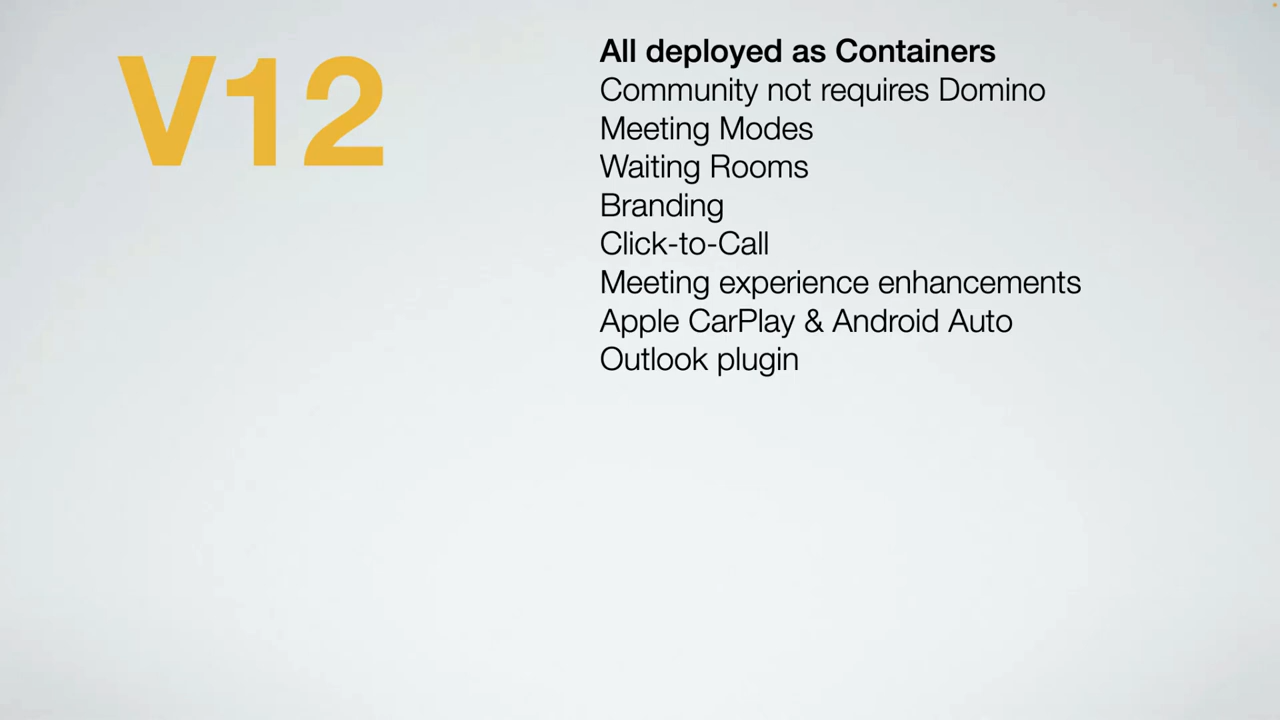 V12
All deployed as Containers
Community not requires Domino
Meeting Modes
Waiting Rooms
Branding
Click-to-Call
Meeting experience enhancements
Apple CarPlay & Android Auto
Outlook plugin